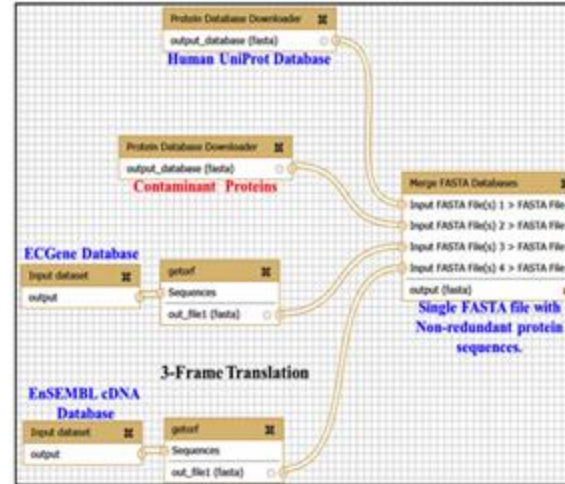 Protein Database Downloader
output_database (fasta)
Human UniProt Database
Protein Database Downloader
output_database (fasta)
Contaminant Proteins
Merge FASTA Databases
Input FASTA File(s) 1 > FASTA File
Input FASTA File(s) 2 > FASTA File
Input FASTA File(s) 3 > FASTA File
Input FASTA File(s) 4 > FASTA File
output (fasta)
Single FASTA file with
Non-redundant protein
sequences.
ECGene Database
Input dataset
output
getorf
Sequences
out_file1 (fasta)
3-Frame Translation
EnSEMBL cDNA
Database
Input dataset
output
getorf
Sequences
out_file1 (fasta)